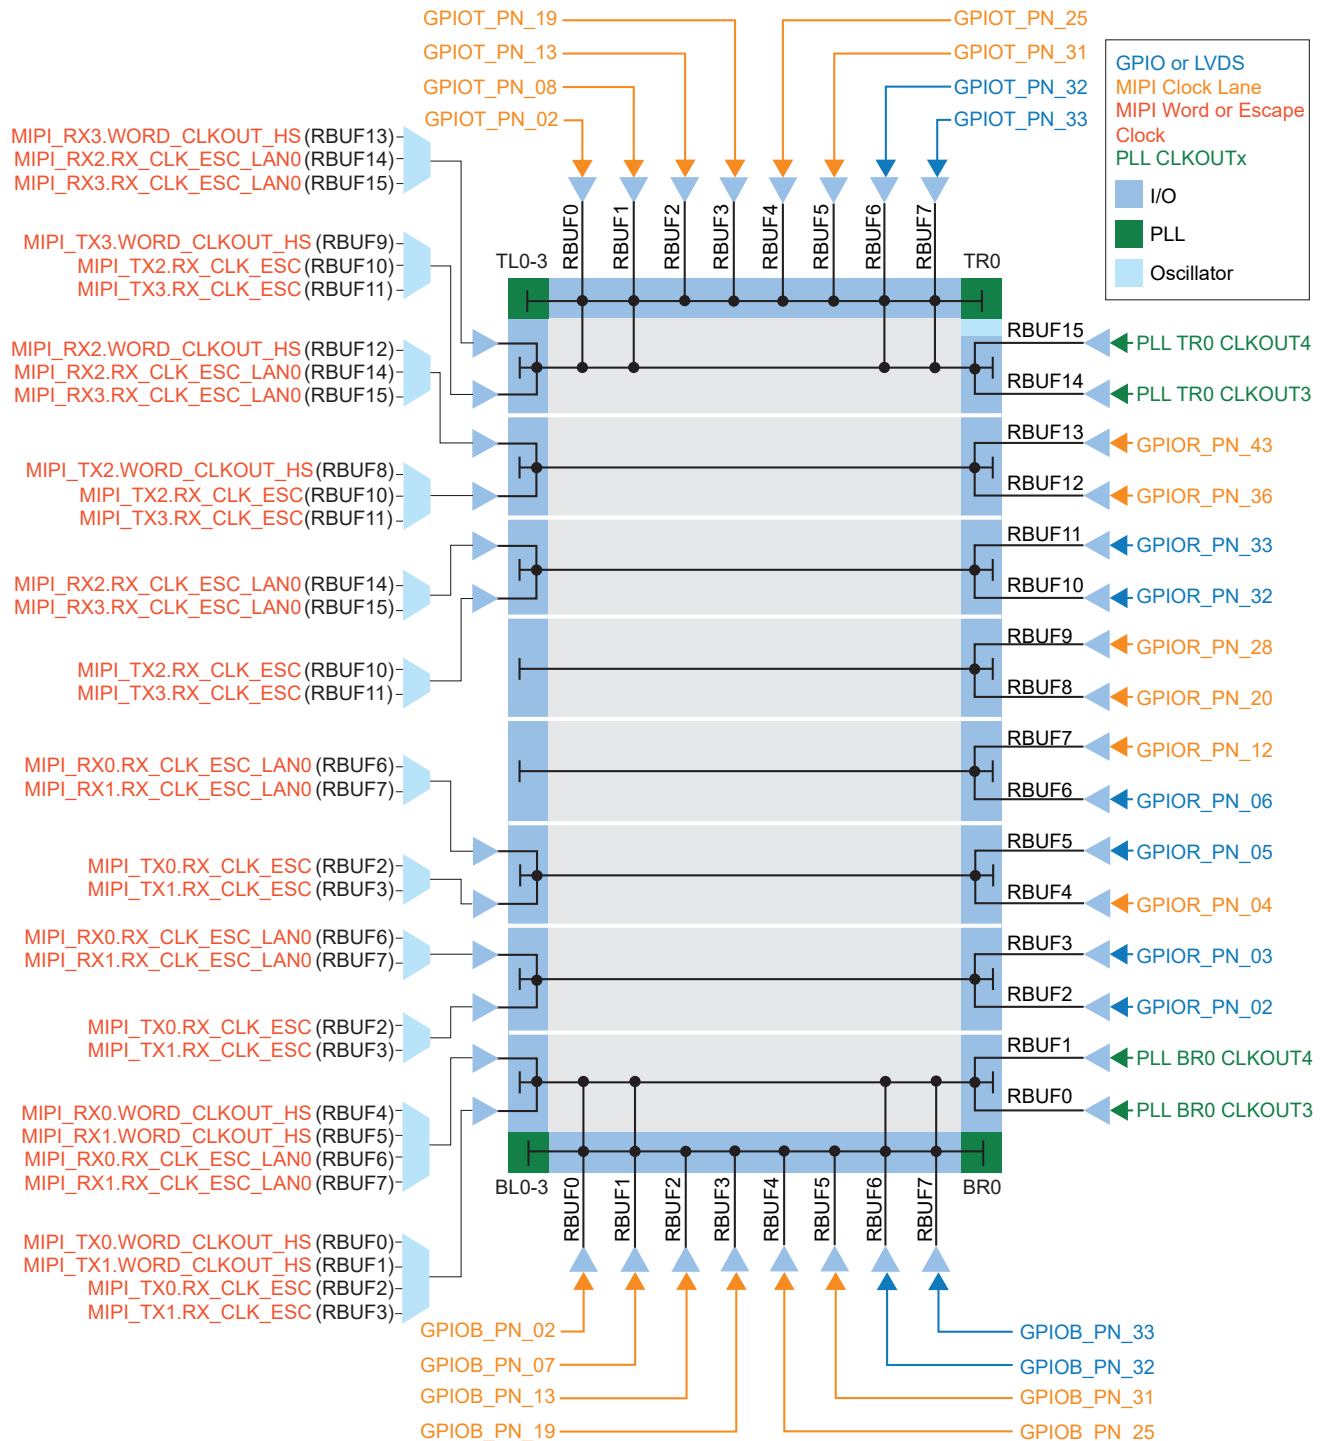 GPIOT_PN_19
GPIOT_PN_13
GPIOT_PN_08
GPIOT_PN_02
GPIOT_PN_25
GPIOT_PN_31
GPIOT_PN_32
GPIOT_PN_33
GPIO or LVDS
MIPI Clock Lane
MIPI Word or Escape
Clock
PLL CLKOUTx
I/O
PLL
Oscillator
RBUF0
RBUF1
RBUF2
RBUF3
RBUF4
RBUF5
RBUF6
RBUF7
TL0-3
TR0
MIPI_RX3.WORD_CLKOUT_HS (RBUF13)
MIPI_RX2.RX_CLK_ESC_LAN0 (RBUF14)
MIPI_RX3.RX_CLK_ESC_LAN0 (RBUF15)
MIPI_TX3.WORD_CLKOUT_HS (RBUF9)
MIPI_TX2.RX_CLK_ESC (RBUF10)
MIPI_TX3.RX_CLK_ESC (RBUF11)
MIPI_RX2.WORD_CLKOUT_HS (RBUF12)
MIPI_RX2.RX_CLK_ESC_LAN0 (RBUF14)
MIPI_RX3.RX_CLK_ESC_LAN0 (RBUF15)
MIPI_TX2.WORD_CLKOUT_HS (RBUF8)
MIPI_TX2.RX_CLK_ESC (RBUF10)
MIPI_TX3.RX_CLK_ESC (RBUF11)
MIPI_RX2.RX_CLK_ESC_LAN0 (RBUF14)
MIPI_RX3.RX_CLK_ESC_LAN0 (RBUF15)
MIPI_TX2.RX_CLK_ESC (RBUF10)
MIPI_TX3.RX_CLK_ESC (RBUF11)
MIPI_RX0.RX_CLK_ESC_LAN0 (RBUF6)
MIPI_RX1.RX_CLK_ESC_LAN0 (RBUF7)
MIPI_TX0.RX_CLK_ESC (RBUF2)
MIPI_TX1.RX_CLK_ESC (RBUF3)
MIPI_RX0.RX_CLK_ESC_LAN0 (RBUF6)
MIPI_RX1.RX_CLK_ESC_LAN0 (RBUF7)
MIPI_TX0.RX_CLK_ESC (RBUF2)
MIPI_TX1.RX_CLK_ESC (RBUF3)
MIPI_RX0.WORD_CLKOUT_HS (RBUF4)
MIPI_RX1.WORD_CLKOUT_HS (RBUF5)
MIPI_RX0.RX_CLK_ESC_LAN0 (RBUF6)
MIPI_RX1.RX_CLK_ESC_LAN0 (RBUF7)
MIPI_TX0.WORD_CLKOUT_HS (RBUF0)
MIPI_TX1.WORD_CLKOUT_HS (RBUF1)
MIPI_TX0.RX_CLK_ESC (RBUF2)
MIPI_TX1.RX_CLK_ESC (RBUF3)
RBUF15 PLL TR0 CLKOUT4
RBUF14 PLL TR0 CLKOUT3
RBUF13 GPIOR_PN_43
RBUF12 GPIOR_PN_36
RBUF11 GPIOR_PN_33
RBUF10 GPIOR_PN_32
RBUF9 GPIOR_PN_28
RBUF8 GPIOR_PN_20
RBUF7 GPIOR_PN_12
RBUF6 GPIOR_PN_06
RBUF5 GPIOR_PN_05
RBUF4 GPIOR_PN_04
RBUF3 GPIOR_PN_03
RBUF2 GPIOR_PN_02
RBUF1 PLL BR0 CLKOUT4
RBUF0 PLL BR0 CLKOUT3
BL0-3
BR0
RBUF0
RBUF1
RBUF2
RBUF3
RBUF4
RBUF5
RBUF6
RBUF7
GPIOB_PN_02
GPIOB_PN_07
GPIOB_PN_13
GPIOB_PN_19
GPIOB_PN_33
GPIOB_PN_32
GPIOB_PN_31
GPIOB PN 25